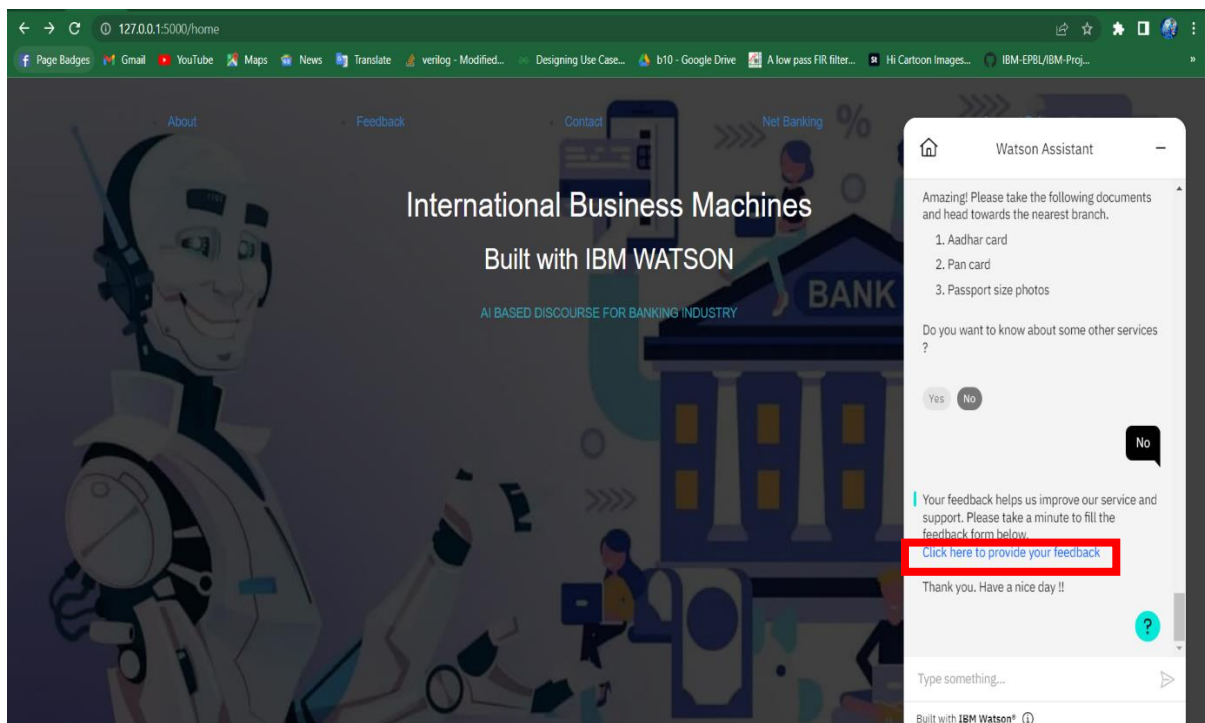 127.0.0.1:5000/home
Page Badges Gmail YouTube Maps News Translate verilog - Modified... Designing Use Case... b10 - Google Drive A low pass FIR filter... Hi Cartoon Images... IBM-EPBL/IBM-Proj... »
About Feedback Contact Net Banking
International Business Machines
Built with IBM WATSON
AI BASED DISCOURSE FOR BANKING INDUSTRY
BANK
Watson Assistant
Amazing! Please take the following documents
and head towards the nearest branch.
1. Aadhar card
2. Pan card
3. Passport size photos
Do you want to know about some other services
?
Yes No
No
Your feedback helps us improve our service and
support. Please take a minute to fill the
feedback form below.
Click here to provide your feedback
Thank you. Have a nice day !!
?
Type something...
Built with IBM Watson®